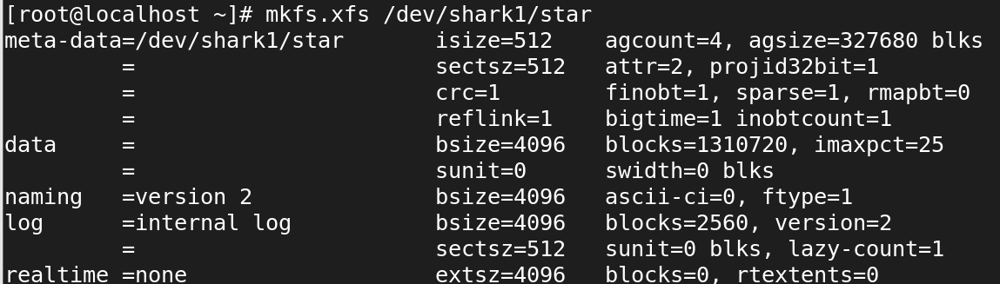 [root@localhost ~]# mkfs.xfs /dev/shark1/star
meta-data=/dev/shark1/star       isize=512    agcount=4, agsize=327680 blks
         =                       sectsz=512   attr=2, projid32bit=1
         =                       crc=1        finobt=1, sparse=1, rmapbt=0
         =                       reflink=1    bigtime=1 inobtcount=1
data     =                       bsize=4096   blocks=1310720, imaxpct=25
         =                       sunit=0      swidth=0 blks
naming   =version 2              bsize=4096   ascii-ci=0, ftype=1
log      =internal log           bsize=4096   blocks=2560, version=2
         =                       sectsz=512   sunit=0 blks, lazy-count=1
realtime =none                   extsz=4096   blocks=0, rtextents=0